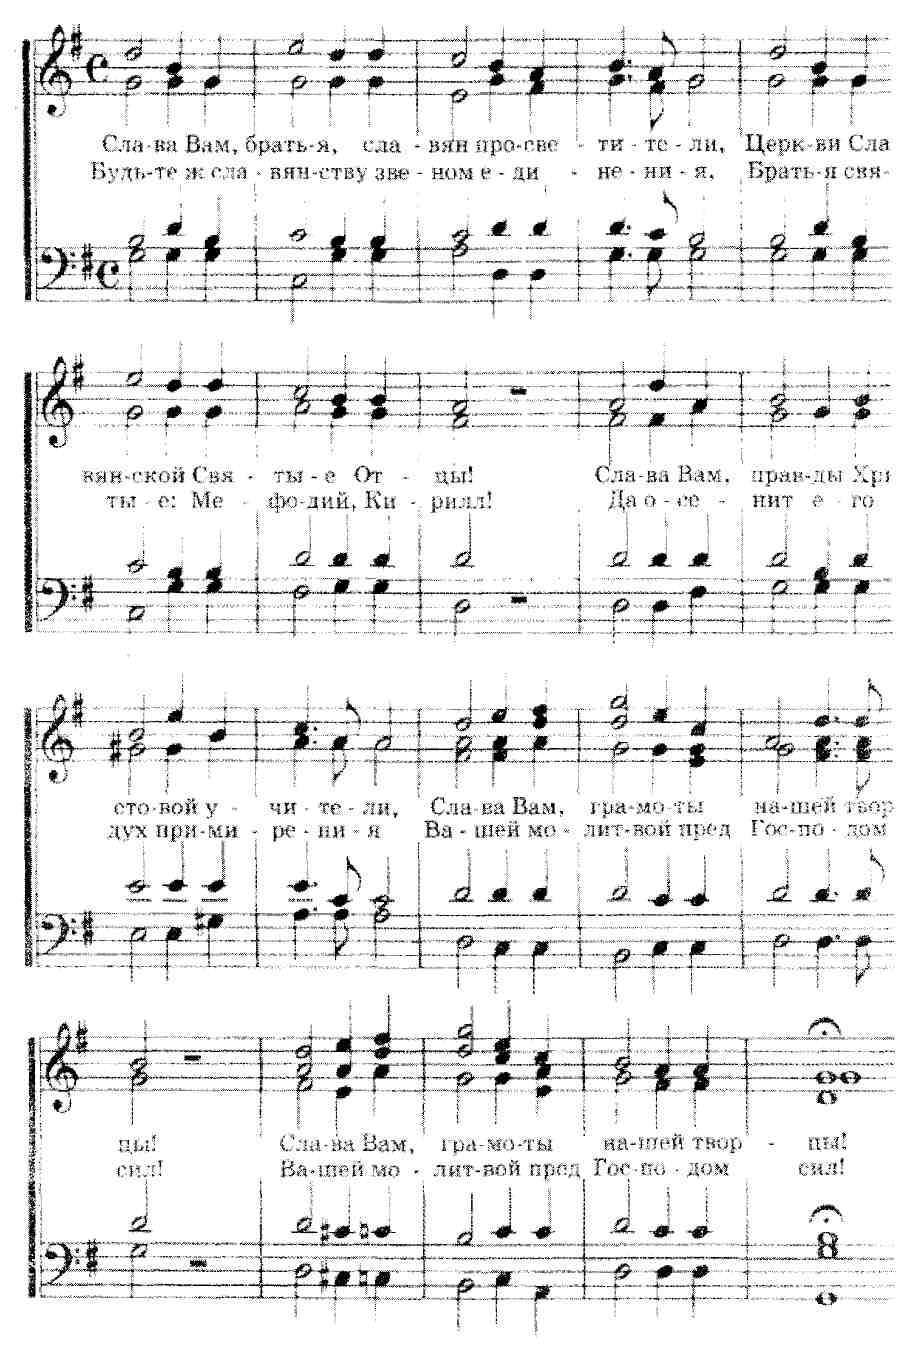 Сла-ва Вам, брать-я, сла - вян про-све - ти - те - ли, Церк-ви Сла
Будь-те ж сла - вян-ству зве - ном е - ди - не - ни - я, Брать-я свя-
вян-ской Свя - ты - е От - цы! Сла-ва Вам, прав-ды Хри
ты - е: Ме - фо-дий, Ки - рилл! Да о - се - нит е - го
сто-вой у - чи - те - ли, Сла-ва Вам, гра-мо-ты на-шей твор
дух при-ми - ре - ни - я Ва - шей мо - лит-вой пред Гос-по - дом
цы! Сла-ва Вам, гра-мо-ты на-шей твор - цы!
сил! Ва-шей мо - лит-вой пред Гос-по - дом сил!